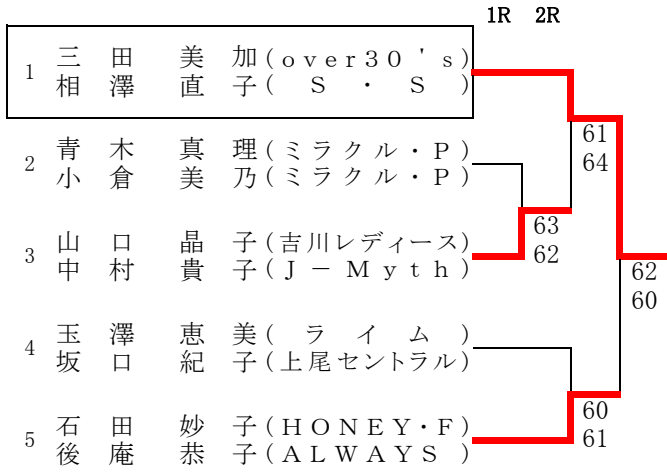 1R 2R
1 三田 美加(over30's)
相澤 直子(S・S)
61
64
2 青木 真理(ミラクル・P)
小倉 美乃(ミラクル・P)
63
62
3 山口 晶子(吉川レディース)
中村 貴子(J－Myth)
62
60
4 玉澤 恵美(ライム)
坂口 紀子(上尾セントラル)
60
61
5 石田 妙子(HONEY・F)
後庵 恭子(ALWAYS)